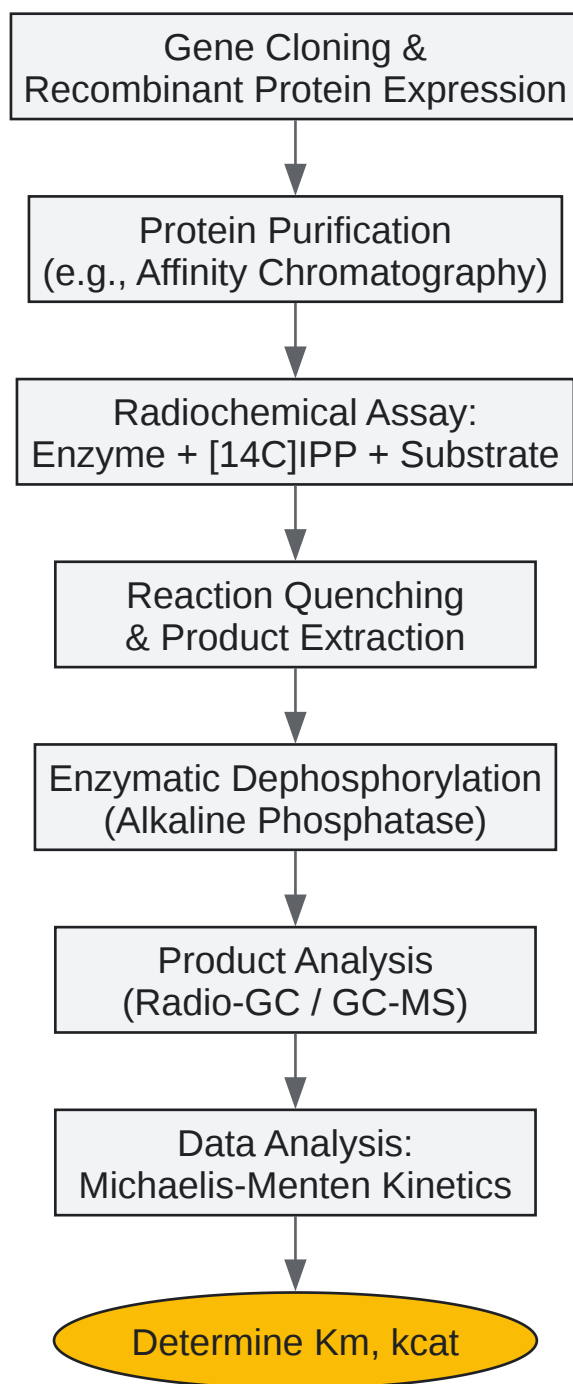 Gene Cloning &
Recombinant Protein Expression
Protein Purification
(e.g., Affinity Chromatography)
Radiochemical Assay:
Enzyme + [14C]IPP + Substrate
Reaction Quenching
& Product Extraction
Enzymatic Dephosphorylation
(Alkaline Phosphatase)
Product Analysis
(Radio-GC / GC-MS)
Data Analysis:
Michaelis-Menten Kinetics
Determine Km, kcat